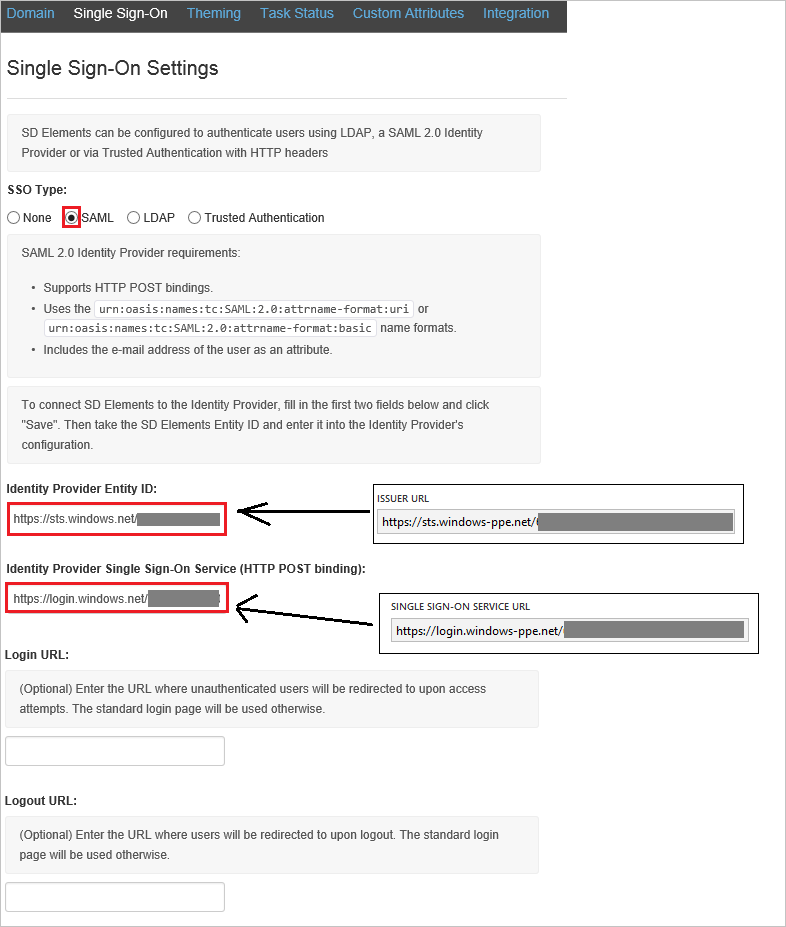 Domain Single Sign-On Theming Task Status Custom Attributes Integration
Single Sign-On Settings
SD Elements can be configured to authenticate users using LDAP, a SAML 2.0 Identity
Provider or via Trusted Authentication with HTTP headers
SSO Type:
None SAML LDAP Trusted Authentication
SAML 2.0 Identity Provider requirements:
• Supports HTTP POST bindings.
• Uses the urn:oasis:names:tc:SAML:2.0:attrname-format:uri or
urn:oasis:names:tc:SAML:2.0:attrname-format:basic name formats.
• Includes the e-mail address of the user as an attribute.
To connect SD Elements to the Identity Provider, fill in the first two fields below and click
"Save". Then take the SD Elements Entity ID and enter it into the Identity Provider's
configuration.
Identity Provider Entity ID:
https://sts.windows.net/
ISSUER URL
https://sts.windows-ppe.net/
Identity Provider Single Sign-On Service (HTTP POST binding):
https://login.windows.net/
SINGLE SIGN-ON SERVICE URL
https://login.windows-ppe.net/
Login URL:
(Optional) Enter the URL where unauthenticated users will be redirected to upon access
attempts. The standard login page will be used otherwise.
Logout URL:
(Optional) Enter the URL where users will be redirected to upon logout. The standard login
page will be used otherwise.